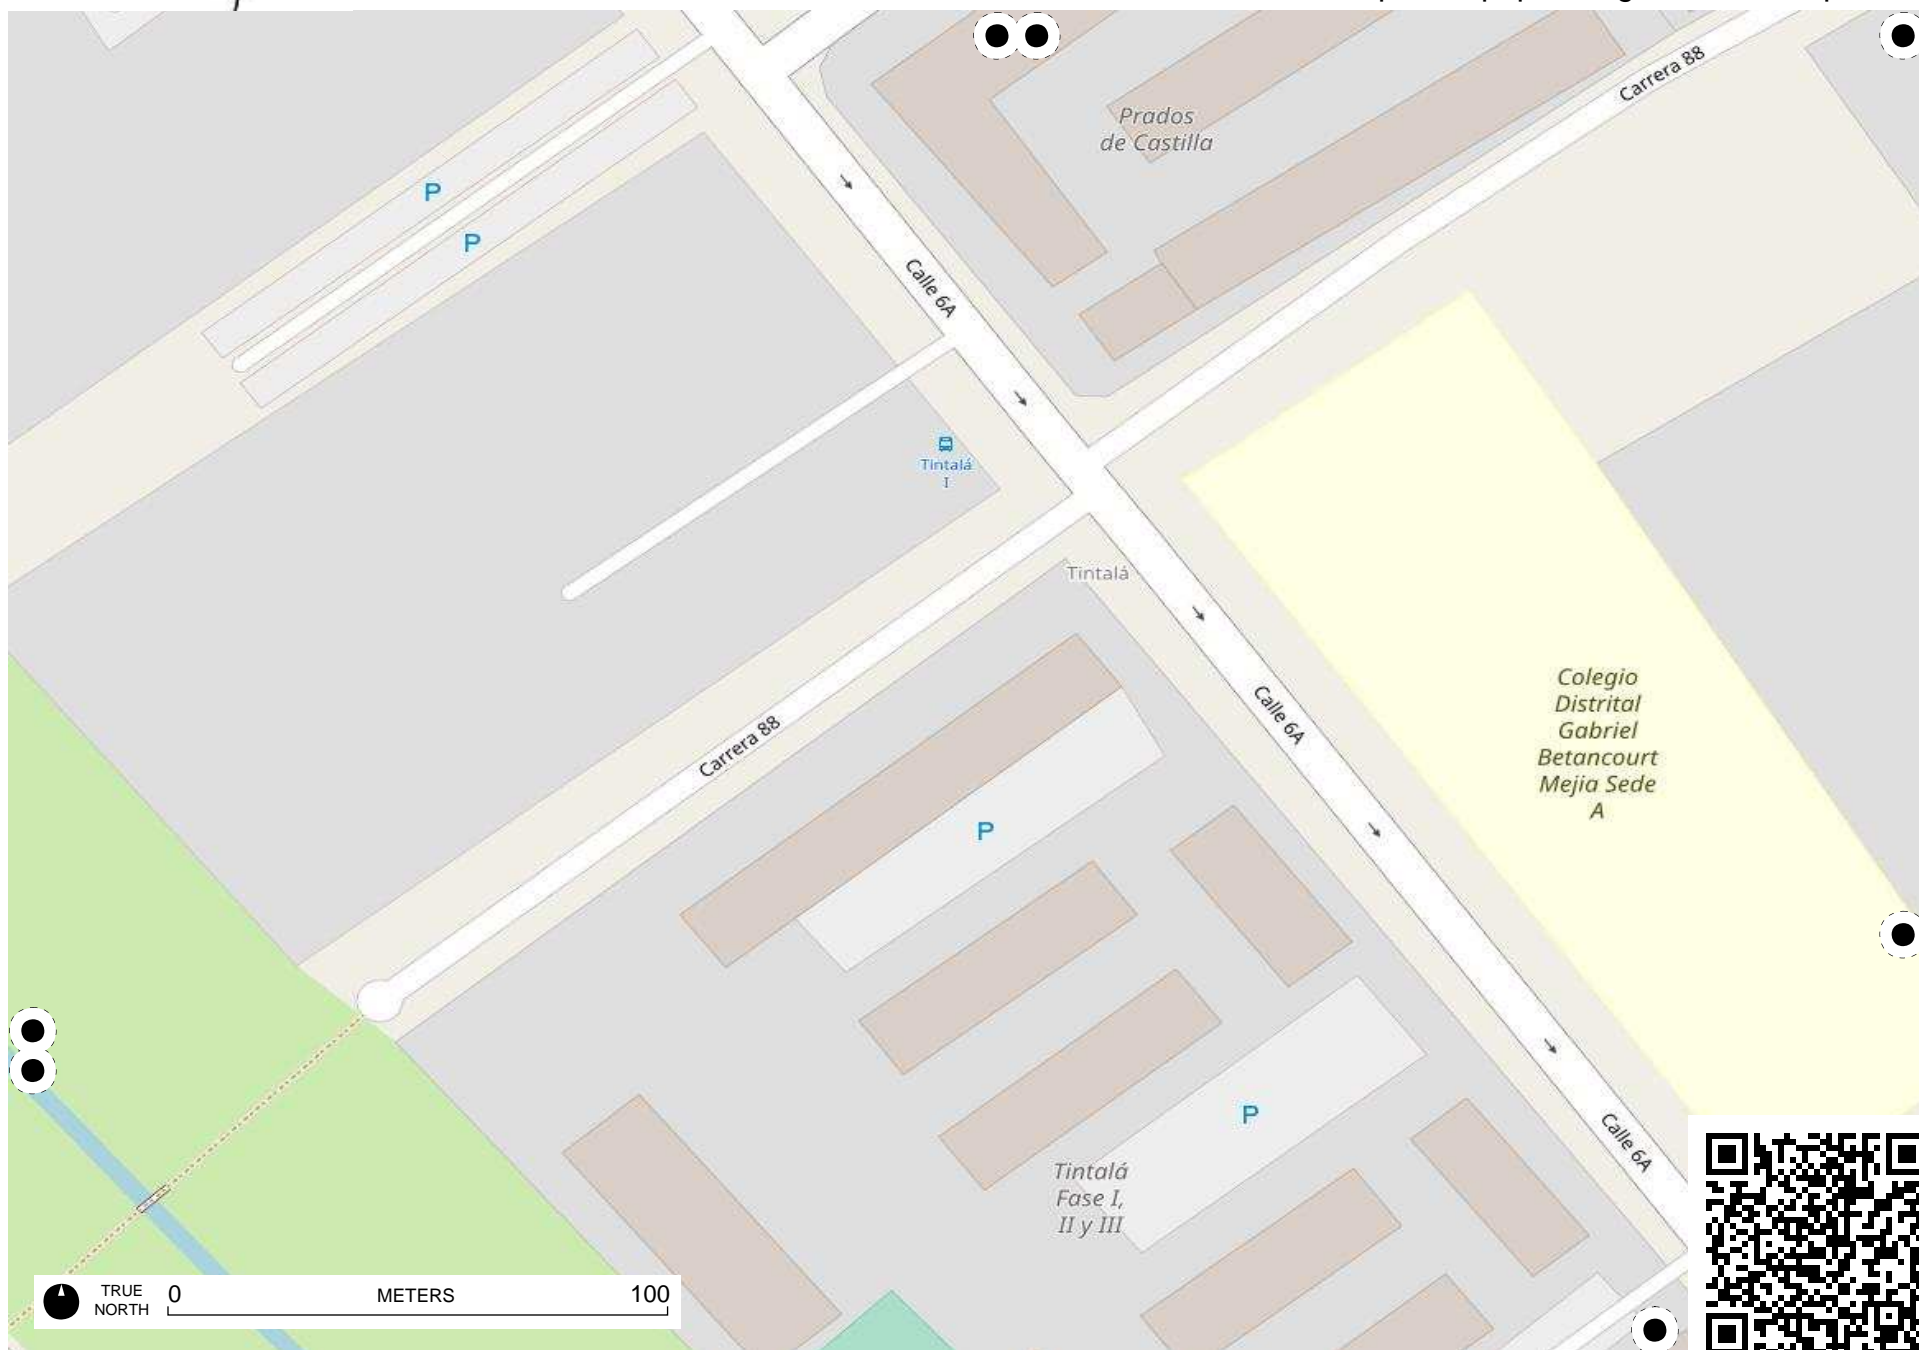 Carrera 88
Prados
de Castilla
P
P
Calle 6A
Tintalá
I
Tintalá
Colegio
Distrital
Gabriel
Betancourt
Mejia Sede
A
Calle 6A
Carrera 88
P
P
Calle 6A
Tintalá
Fase I,
II y III
TRUE
NORTH
0 METERS 100